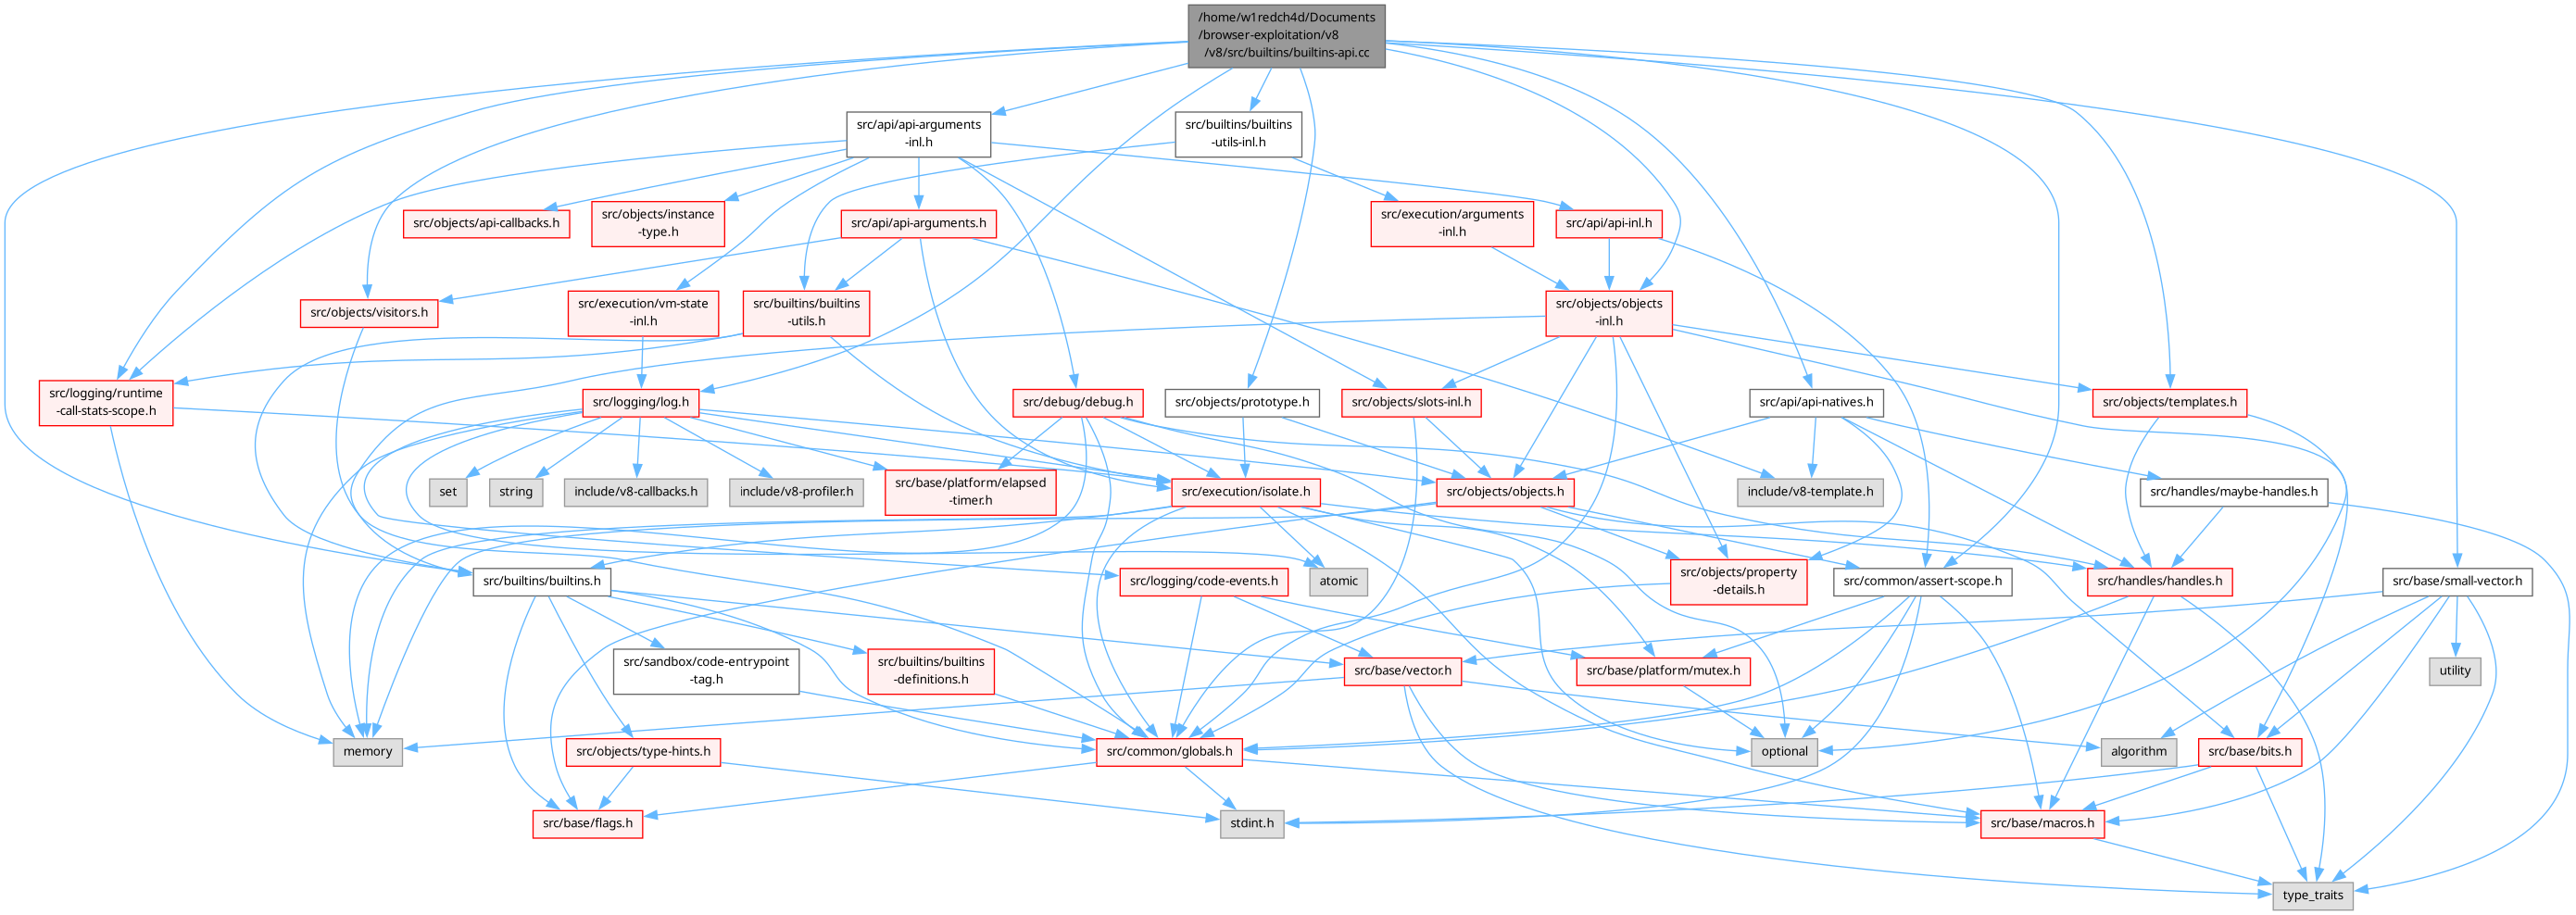 /home/w1redch4d/Documents
/browser-exploitation/v8
/v8/src/builtins/builtins-api.cc
src/api/api-arguments
-inl.h
src/builtins/builtins
-utils-inl.h
src/objects/api-callbacks.h
src/objects/instance
-type.h
src/api/api-arguments.h
src/execution/arguments
-inl.h
src/api/api-inl.h
src/objects/visitors.h
src/execution/vm-state
-inl.h
src/builtins/builtins
-utils.h
src/objects/objects
-inl.h
src/logging/runtime
-call-stats-scope.h
src/logging/log.h
src/debug/debug.h
src/objects/prototype.h
src/objects/slots-inl.h
src/api/api-natives.h
src/objects/templates.h
set
string
include/v8-callbacks.h
include/v8-profiler.h
src/base/platform/elapsed
-timer.h
src/execution/isolate.h
src/objects/objects.h
include/v8-template.h
src/handles/maybe-handles.h
src/builtins/builtins.h
src/logging/code-events.h
atomic
src/objects/property
-details.h
src/common/assert-scope.h
src/handles/handles.h
src/base/small-vector.h
src/sandbox/code-entrypoint
-tag.h
src/builtins/builtins
-definitions.h
src/base/vector.h
src/base/platform/mutex.h
utility
memory
src/objects/type-hints.h
src/common/globals.h
optional
algorithm
src/base/bits.h
src/base/flags.h
stdint.h
src/base/macros.h
type_traits